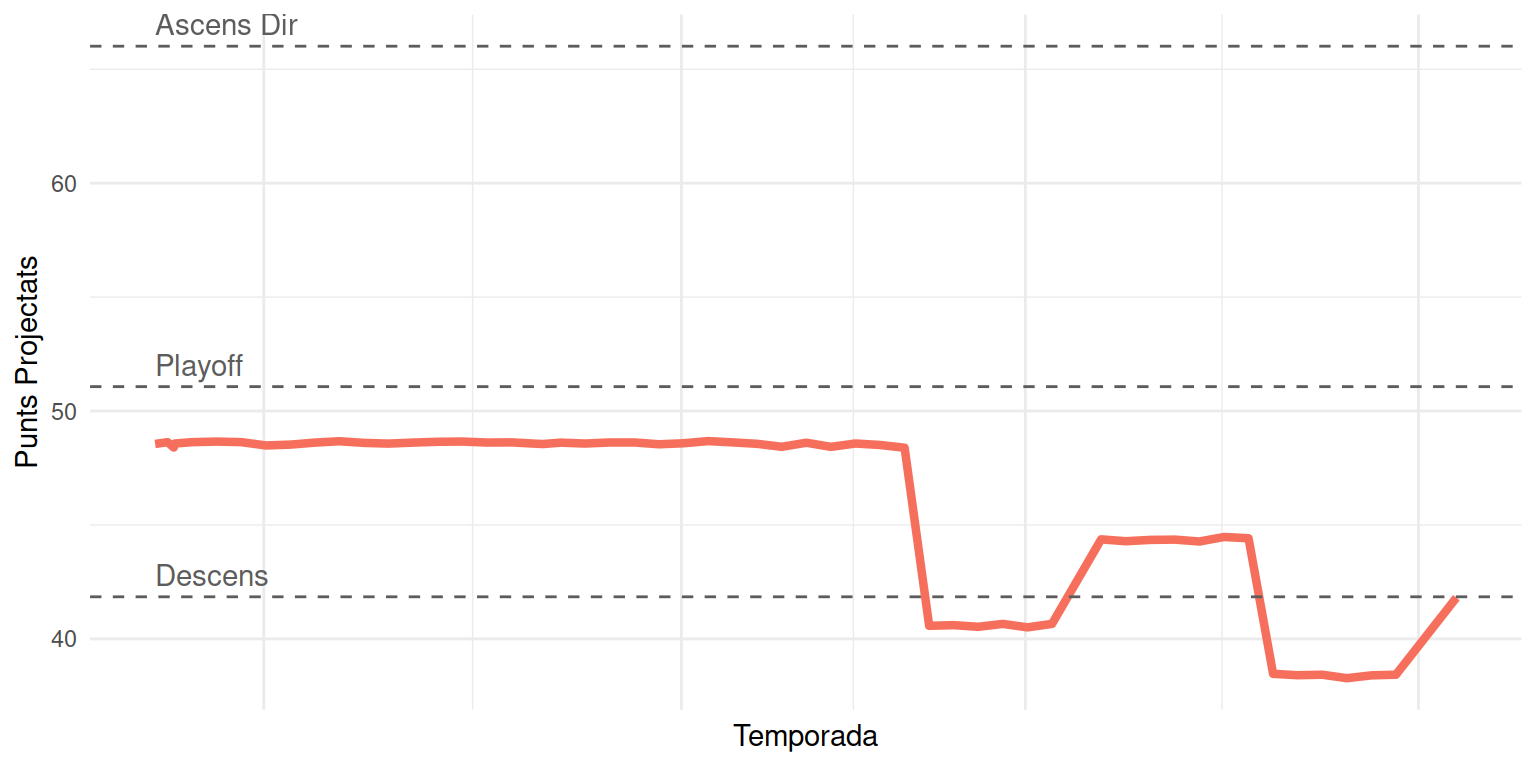 Ascens Dir
60
Playoff
50
Descens
40
Punts Projectats
Temporada